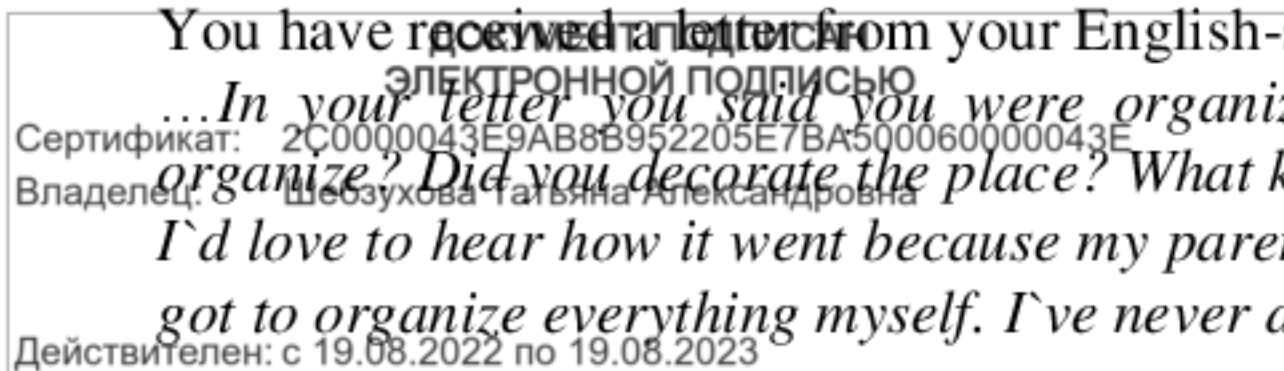 You have received a letter from your English-
ДОКУМЕНТ ПОДПИСАН
ЭЛЕКТРОННОЙ ПОДПИСЬЮ
…In your letter you said you were organiz
Сертификат: 2C0000043E9AB8B952205E7BA500060000043E
organize? Did you decorate the place? What
Владелец: Шебзухова Татьяна Александровна
I`d love to hear how it went because my
got to organize everything myself. I`ve never
Действителен: с 19.08.2022 по 19.08.2023